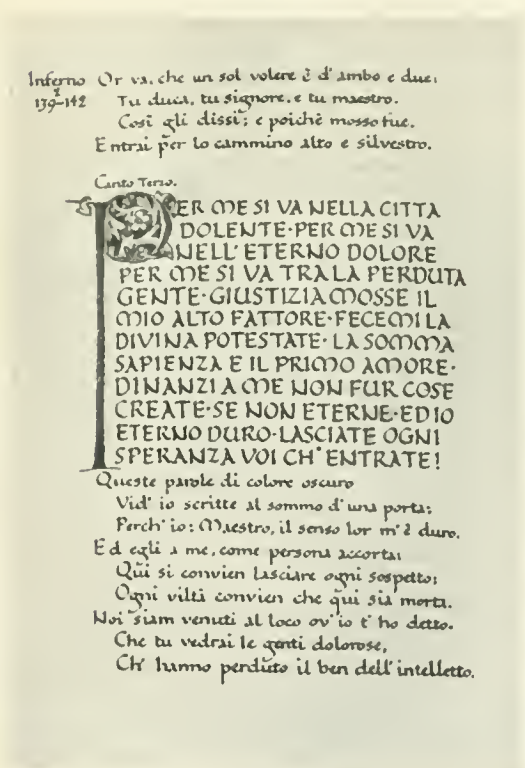 Inferno Or va, che un sol volere è d' ambo e due:
I
139-142 Tu duca, tu signore, e tu maestro.
Così gli dissi; e poichè mosso fue,
Entrai per lo cammino alto e silvestro.
Canto Terzo.
PER ME SI VA NELLA CITTA
DOLENTE·PER ME SI VA
NELL' ETERNO DOLORE
PER ME SI VA TRA LA PERDUTA
GENTE·GIUSTIZIA MOSSE IL
MIO ALTO FATTORE·FECEMI LA
DIVINA POTESTATE· LA SOMMA
SAPIENZA E IL PRIMO AMORE·
DINANZI A ME NON FUR COSE
CREATE·SE NON ETERNE·ED IO
ETERNO DURO·LASCIATE OGNI
SPERANZA VOI CH' ENTRATE!
Queste parole di colore oscuro
Vid' io scritte al sommo d' una porta;
Perch' io: Maestro, il senso lor m' è duro.
Ed egli a me, come persona accorta:
Qui si convien lasciare ogni sospetto;
Ogni viltà convien che qui sia morta.
Noi siam venuti al loco ov' io t' ho detto.
Che tu vedrai le genti dolorose,
Ch' hanno perduto il ben dell' intelletto.